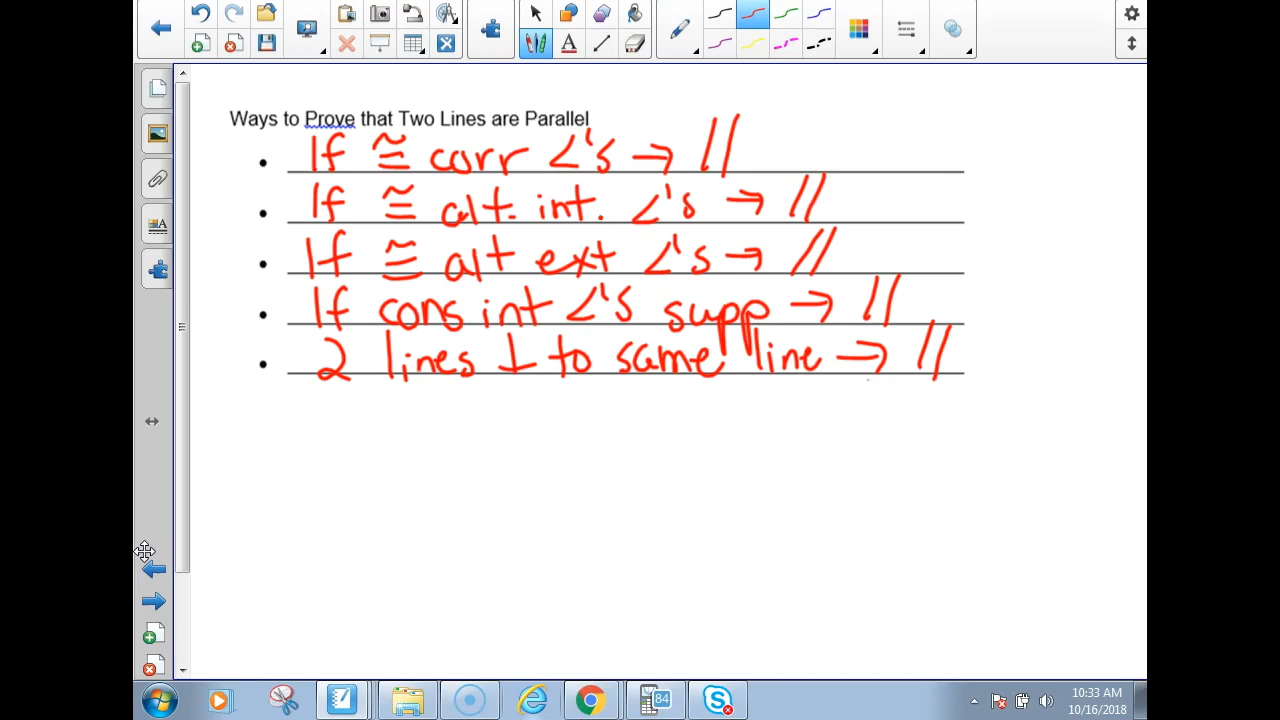 Ways to Prove that Two Lines are Parallel
• If ≅ corr ∠'s → //
• If ≅ alt. int. ∠'s → //
• If ≅ alt ext ∠'s → //
• If cons int ∠'s supp → //
• 2 lines ⊥ to same line → //
84
10:33 AM
10/16/2018